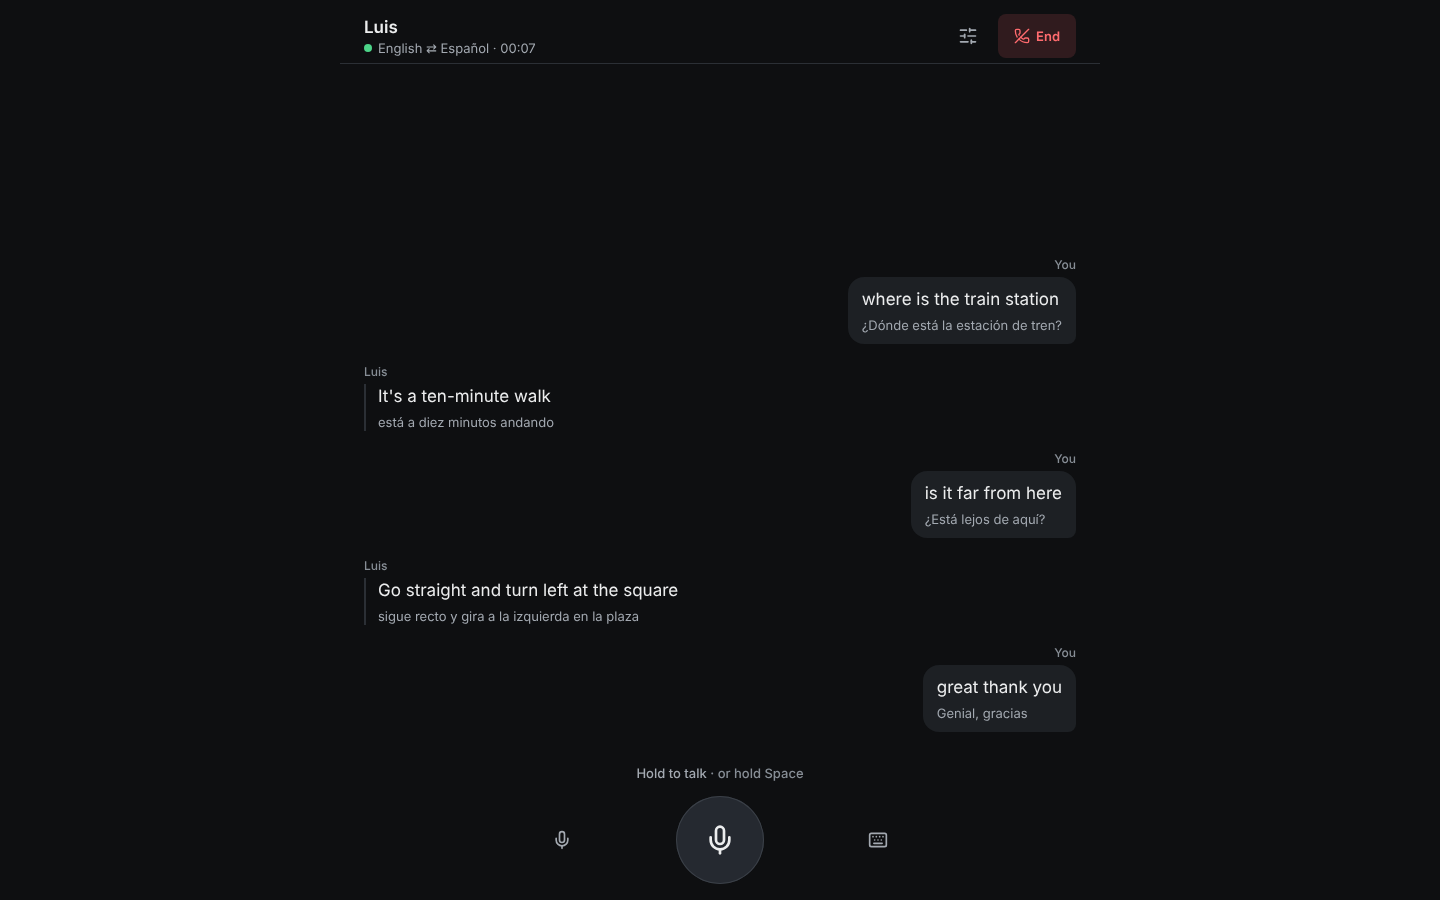 Luis
English ⇄ Español · 00:07
End
You
where is the train station
¿Dónde está la estación de tren?
Luis
It's a ten-minute walk
está a diez minutos andando
You
is it far from here
¿Está lejos de aquí?
Luis
Go straight and turn left at the square
sigue recto y gira a la izquierda en la plaza
You
great thank you
Genial, gracias
Hold to talk · or hold Space